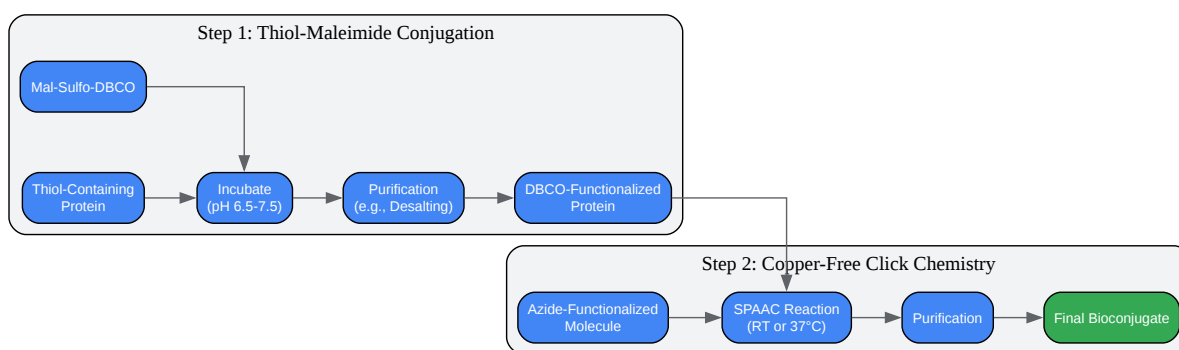 Step 1: Thiol-Maleimide Conjugation
Mal-Sulfo-DBCO
Thiol-Containing
Protein
Incubate
(pH 6.5-7.5)
Purification
(e.g., Desalting)
DBCO-Functionalized
Protein
Step 2: Copper-Free Click Chemistry
Azide-Functionalized
Molecule
SPAAC Reaction
(RT or 37°C)
Purification
Final Bioconjugate